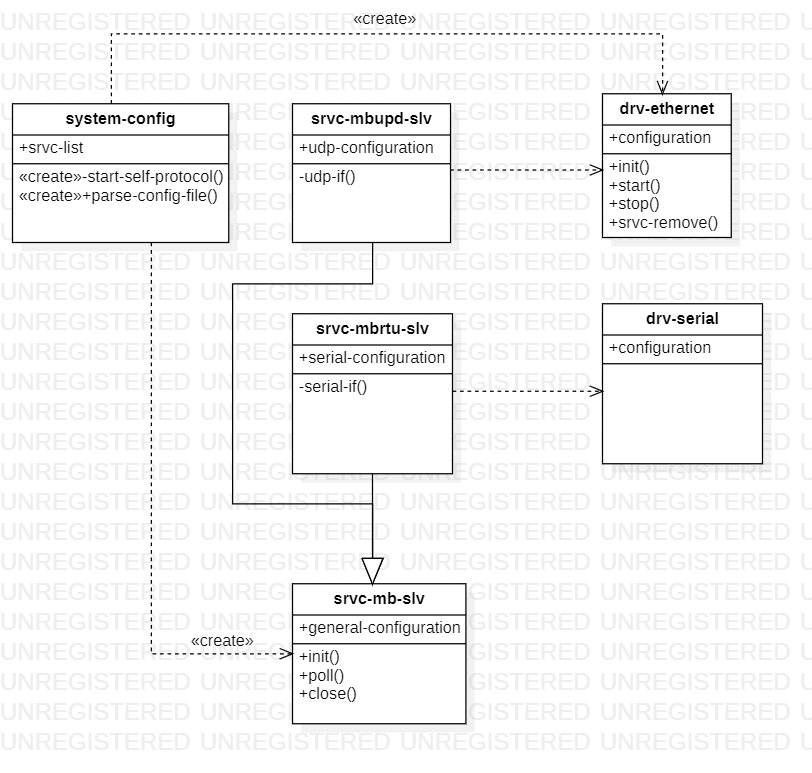 «create»
system-config
+srvc-list
«create»-start-self-protocol()
«create»+parse-config-file()
srvc-mbupd-slv
+udp-configuration
-udp-if()
drv-ethernet
+configuration
+init()
+start()
+stop()
+srvc-remove()
srvc-mbrtu-slv
+serial-configuration
-serial-if()
drv-serial
+configuration
«create»
srvc-mb-slv
+general-configuration
+init()
+poll()
+close()
UNREGISTERED